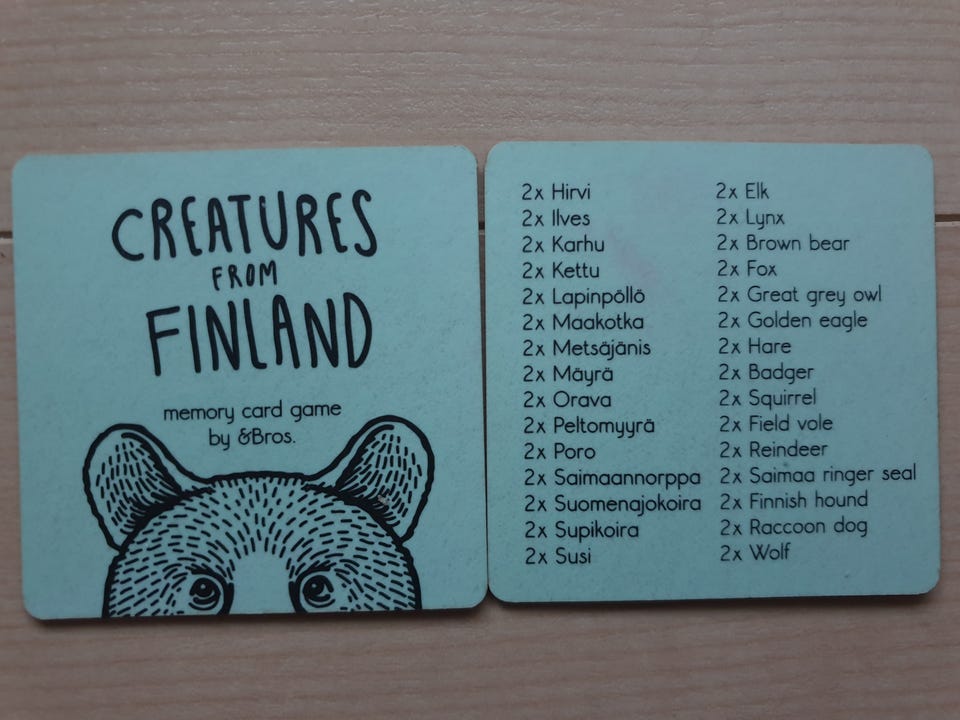 CREATURES
FROM
FINLAND
memory card game
by &Bros.
2x Hirvi
2x Ilves
2x Karhu
2x Kettu
2x Lapinpöllö
2x Maakotka
2x Metsäjänis
2x Mäyrä
2x Orava
2x Peltomyyrä
2x Poro
2x Saimaannorppa
2x Suomenajokoira
2x Supikoira
2x Susi
2x Elk
2x Lynx
2x Brown bear
2x Fox
2x Great grey owl
2x Golden eagle
2x Hare
2x Badger
2x Squirrel
2x Field vole
2x Reindeer
2x Saimaa ringer seal
2x Finnish hound
2x Raccoon dog
2x Wolf